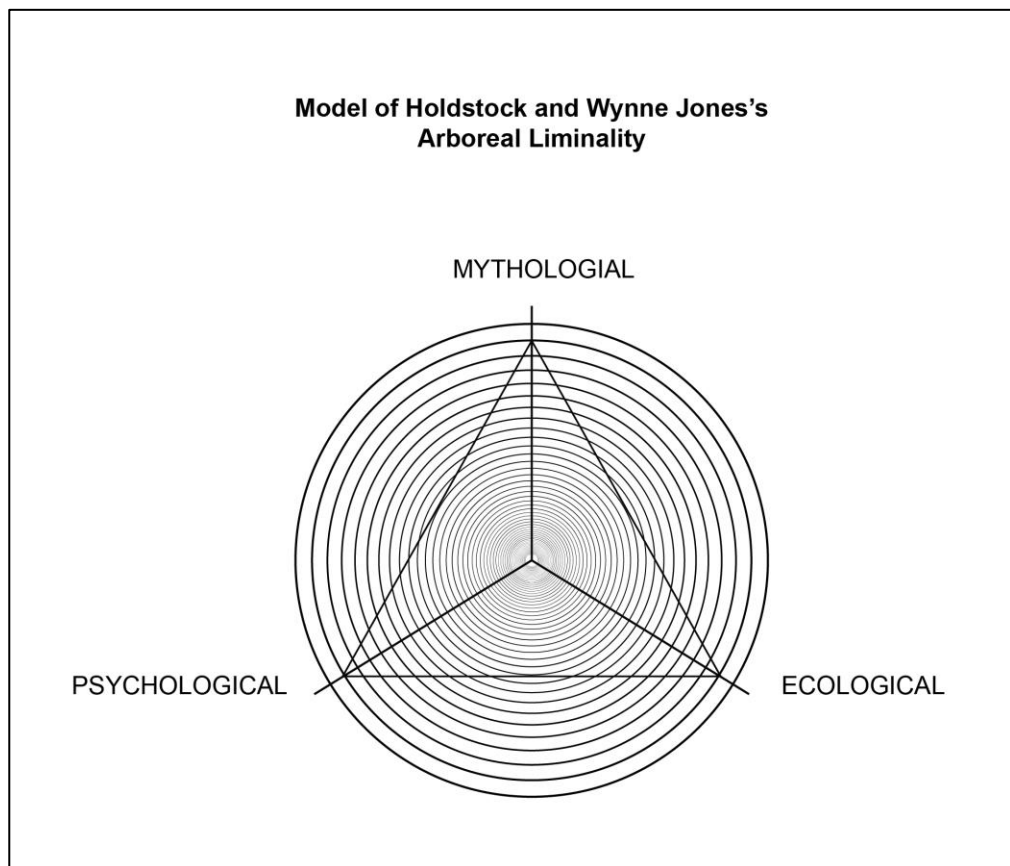 Model of Holdstock and Wynne Jones’s
Arboreal Liminality
MYTHOLOGIAL
PSYCHOLOGICAL
ECOLOGICAL